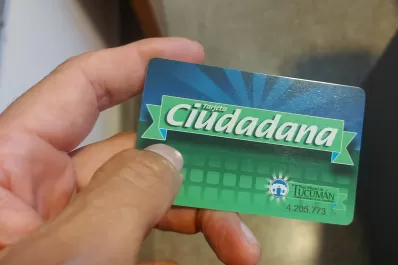 Tarjeta
Ciudadana
TUCUMÁN
4.205.773